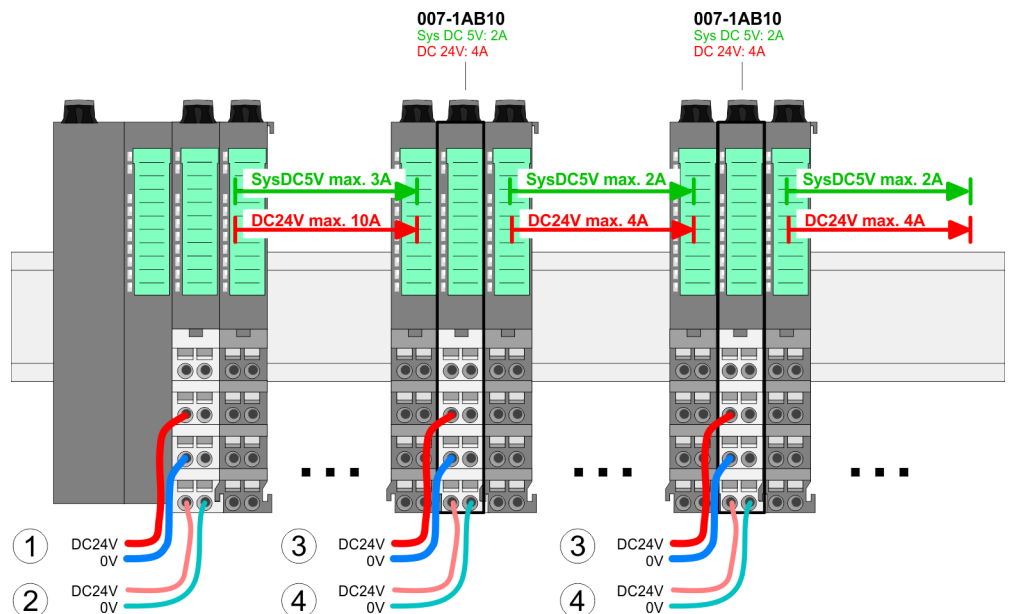 007-1AB10
Sys DC 5V: 2A
DC 24V: 4A
007-1AB10
Sys DC 5V: 2A
DC 24V: 4A
SysDC5V max. 3A
SysDC5V max. 2A
SysDC5V max. 2A
DC24V max. 10A
DC24V max. 4A
DC24V max. 4A
1 DC24V
0V
3 DC24V
0V
3 DC24V
0V
2 DC24V
0V
4 DC24V
0V
4 DC24V
0V